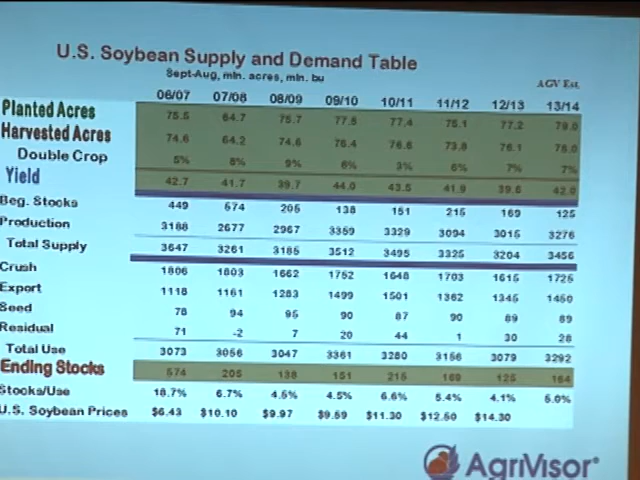 U.S. Soybean Supply and Demand Table
Sept-Aug, mln. acres, mln. bu
AGV Est.
06/07 07/08 08/09 09/10 10/11 11/12 12/13 13/14
Planted Acres 75.5 64.7 75.7 77.5 77.4 75.1 77.2 79.0
Harvested Acres 74.6 64.2 74.6 76.4 76.6 73.8 76.1 78.0
Double Crop 5% 8% 9% 6% 3% 6% 7% 7%
Yield 42.7 41.7 39.7 44.0 43.5 41.9 39.6 42.0
Beg. Stocks 449 574 205 138 151 215 169 125
Production 3188 2677 2967 3359 3329 3094 3015 3276
Total Supply 3647 3261 3185 3512 3495 3325 3204 3456
Crush 1806 1803 1662 1752 1648 1703 1615 1725
Export 1118 1161 1283 1499 1501 1362 1345 1450
Seed 78 94 95 90 87 90 89 89
Residual 71 -2 7 20 44 1 30 28
Total Use 3073 3056 3047 3361 3280 3156 3079 3292
Ending Stocks 574 205 138 151 215 169 125 164
Stocks/Use 18.7% 6.7% 4.5% 4.5% 6.6% 5.4% 4.1% 5.0%
U.S. Soybean Prices $6.43 $10.10 $9.97 $9.59 $11.30 $12.50 $14.30
AgriVisor